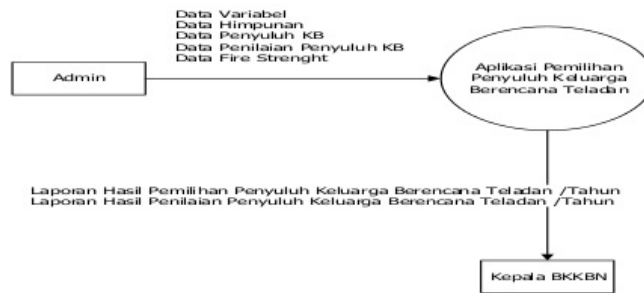 Data Variabel
Data Himpunan
Data Penyuluh KB
Data Penilaian Penyuluh KB
Data Fire Strenght
Admin
Aplikasi Pemilihan
Penyuluh Keluarga
Berencana Teladan
Laporan Hasil Pemilihan Penyuluh Keluarga Berencana Teladan /Tahun
Laporan Hasil Penilaian Penyuluh Keluarga Berencana Teladan /Tahun
Kepala BKKBN